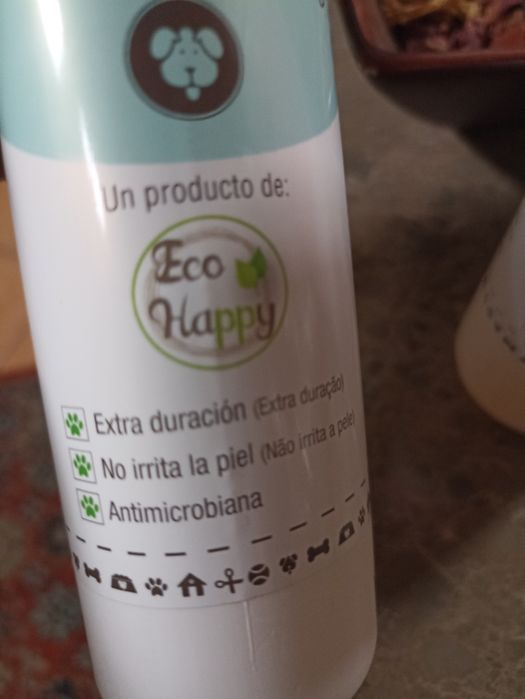 Un producto de:
Eco
Happy
Extra duración (Extra duração)
No irrita la piel (Não irrita a pele)
Antimicrobiana